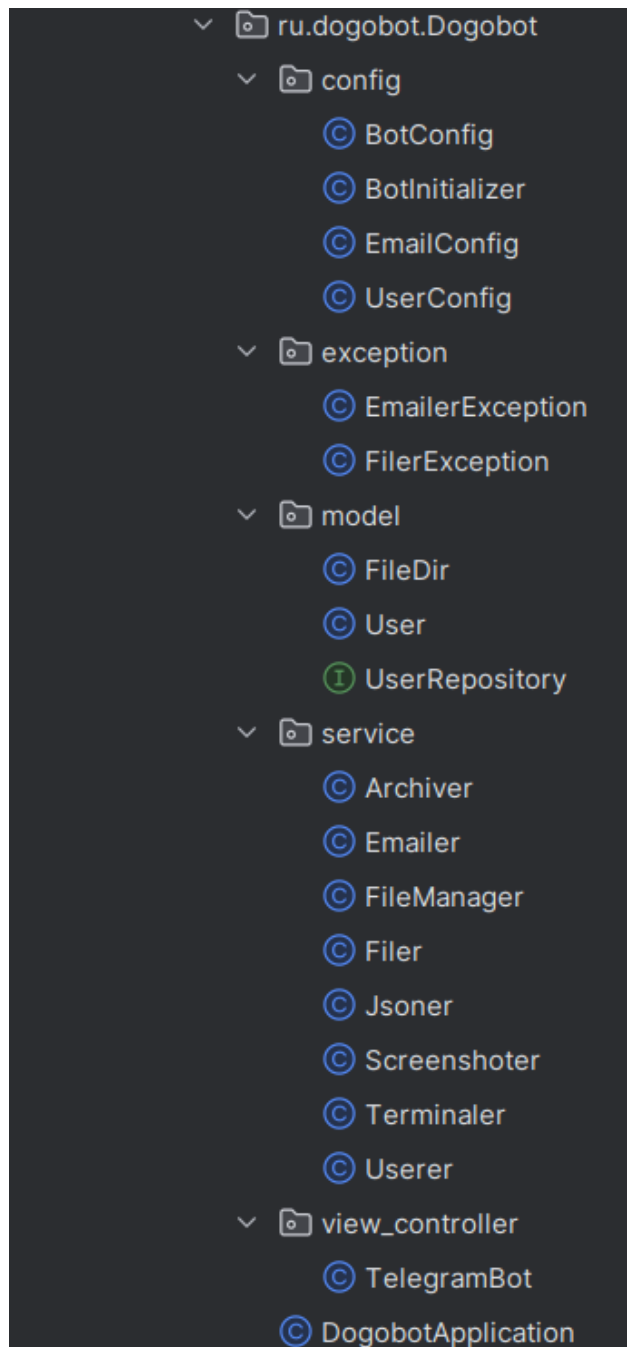 ru.dogobot.Dogobot
config
C BotConfig
C BotInitializer
C EmailConfig
C UserConfig
exception
C EmailerException
C FilerException
model
C FileDir
C User
I UserRepository
service
C Archiver
C Emailer
C FileManager
C Filer
C Jsoner
C Screenshoter
C Terminaler
C Userer
view_controller
C TelegramBot
C DogobotApplication